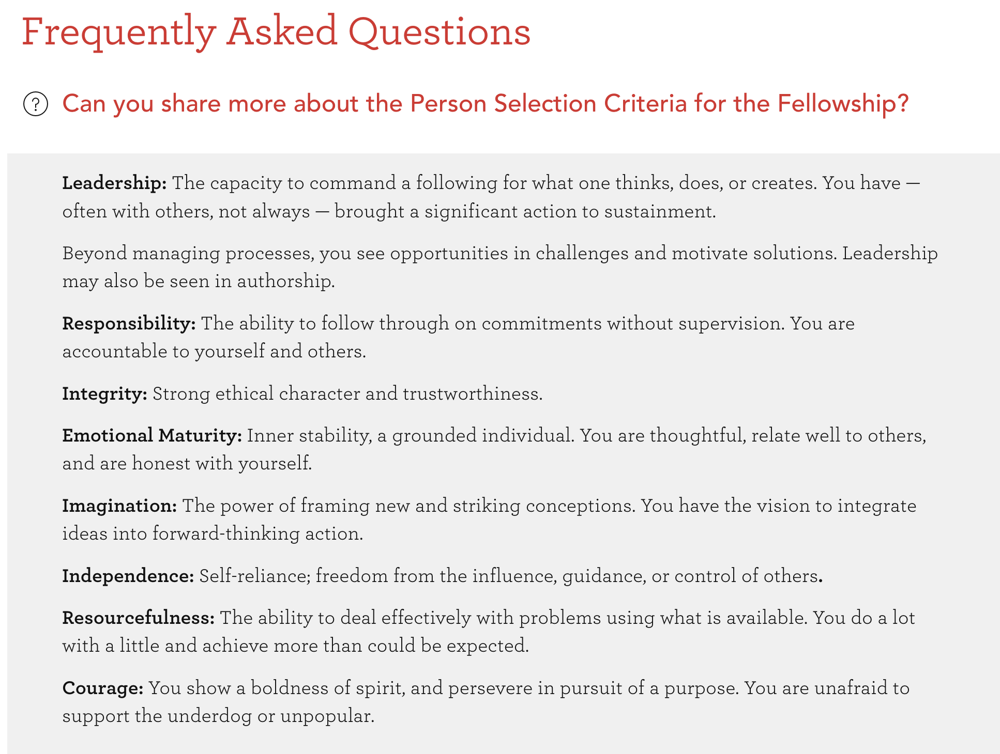 Frequently Asked Questions
? Can you share more about the Person Selection Criteria for the Fellowship?
Leadership: The capacity to command a following for what one thinks, does, or creates. You have —
often with others, not always — brought a significant action to sustainment.
Beyond managing processes, you see opportunities in challenges and motivate solutions. Leadership
may also be seen in authorship.
Responsibility: The ability to follow through on commitments without supervision. You are
accountable to yourself and others.
Integrity: Strong ethical character and trustworthiness.
Emotional Maturity: Inner stability, a grounded individual. You are thoughtful, relate well to others,
and are honest with yourself.
Imagination: The power of framing new and striking conceptions. You have the vision to integrate
ideas into forward-thinking action.
Independence: Self-reliance; freedom from the influence, guidance, or control of others.
Resourcefulness: The ability to deal effectively with problems using what is available. You do a lot
with a little and achieve more than could be expected.
Courage: You show a boldness of spirit, and persevere in pursuit of a purpose. You are unafraid to
support the underdog or unpopular.